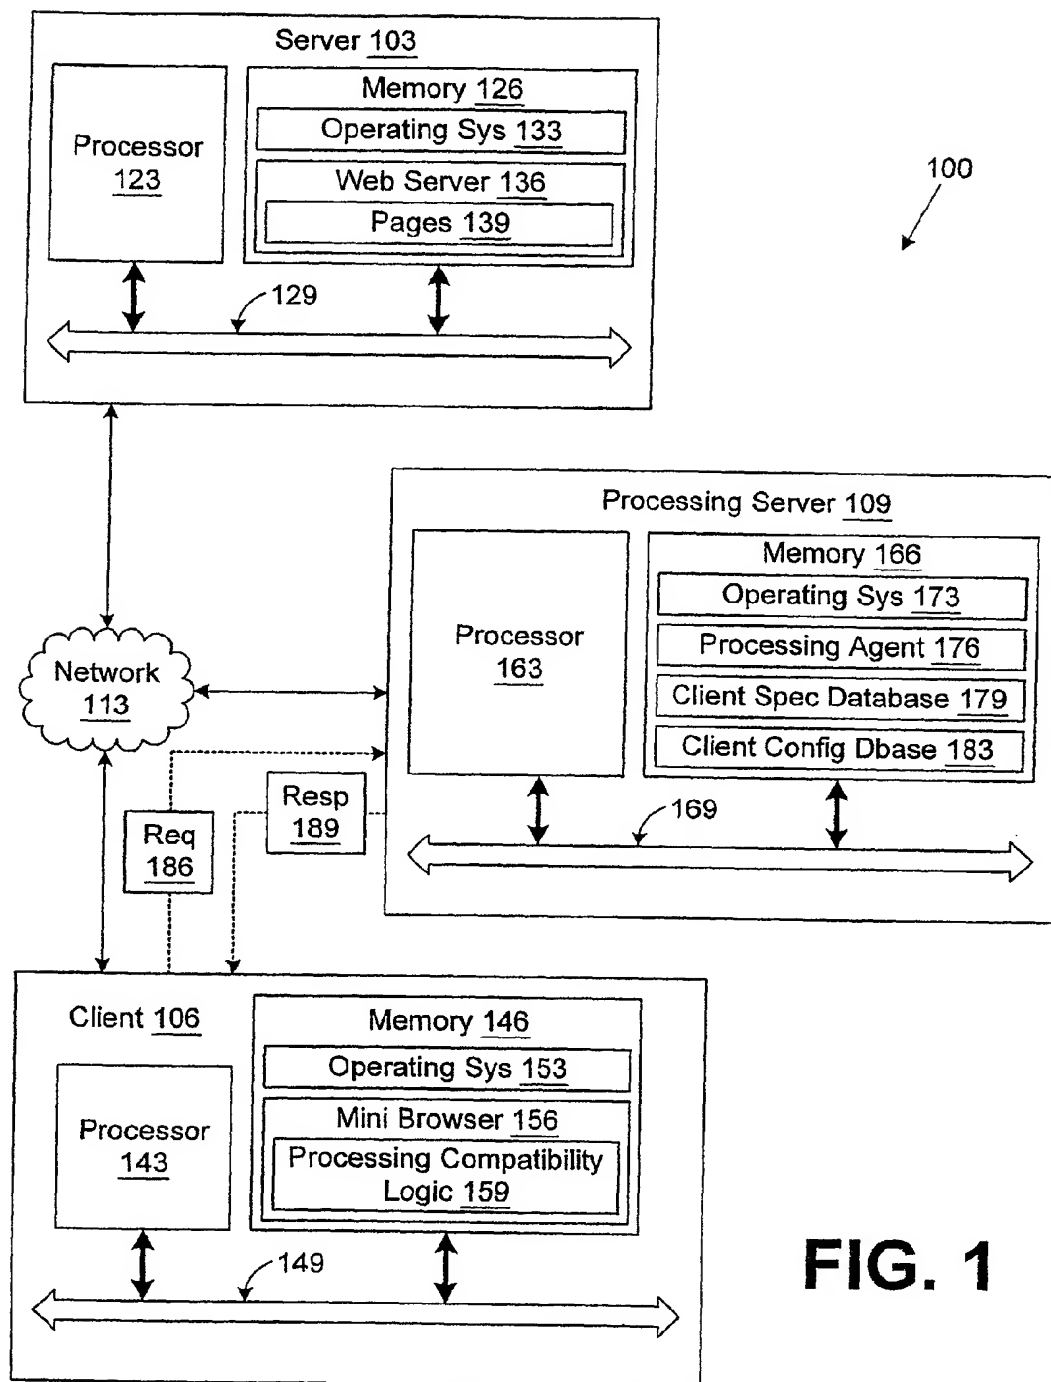 Server 103
Processor
123
Memory 126
Operating Sys 133
Web Server 136
Pages 139
129
100
Processing Server 109
Processor
163
Memory 166
Operating Sys 173
Processing Agent 176
Client Spec Database 179
Client Config Dbase 183
169
Network
113
Req
186
Resp
189
Client 106
Processor
143
Memory 146
Operating Sys 153
Mini Browser 156
Processing Compatibility
Logic 159
149
FIG. 1